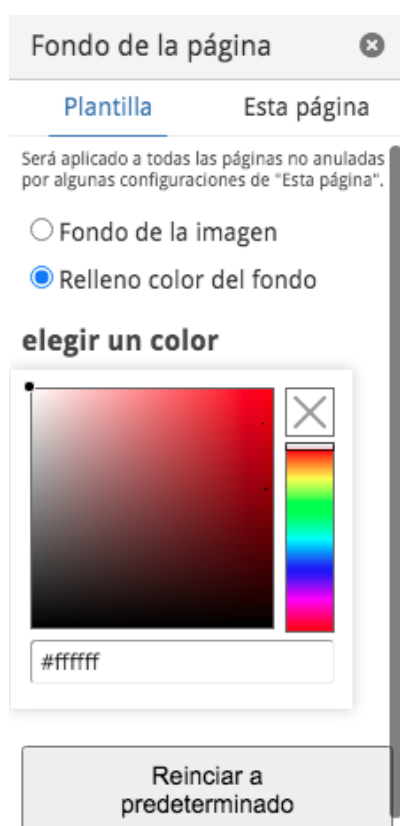 Fondo de la página
Plantilla Esta página
Será aplicado a todas las páginas no anuladas
por algunas configuraciones de "Esta página".
Fondo de la imagen
Relleno color del fondo
elegir un color
#ffffff
Reinciar a
predeterminado